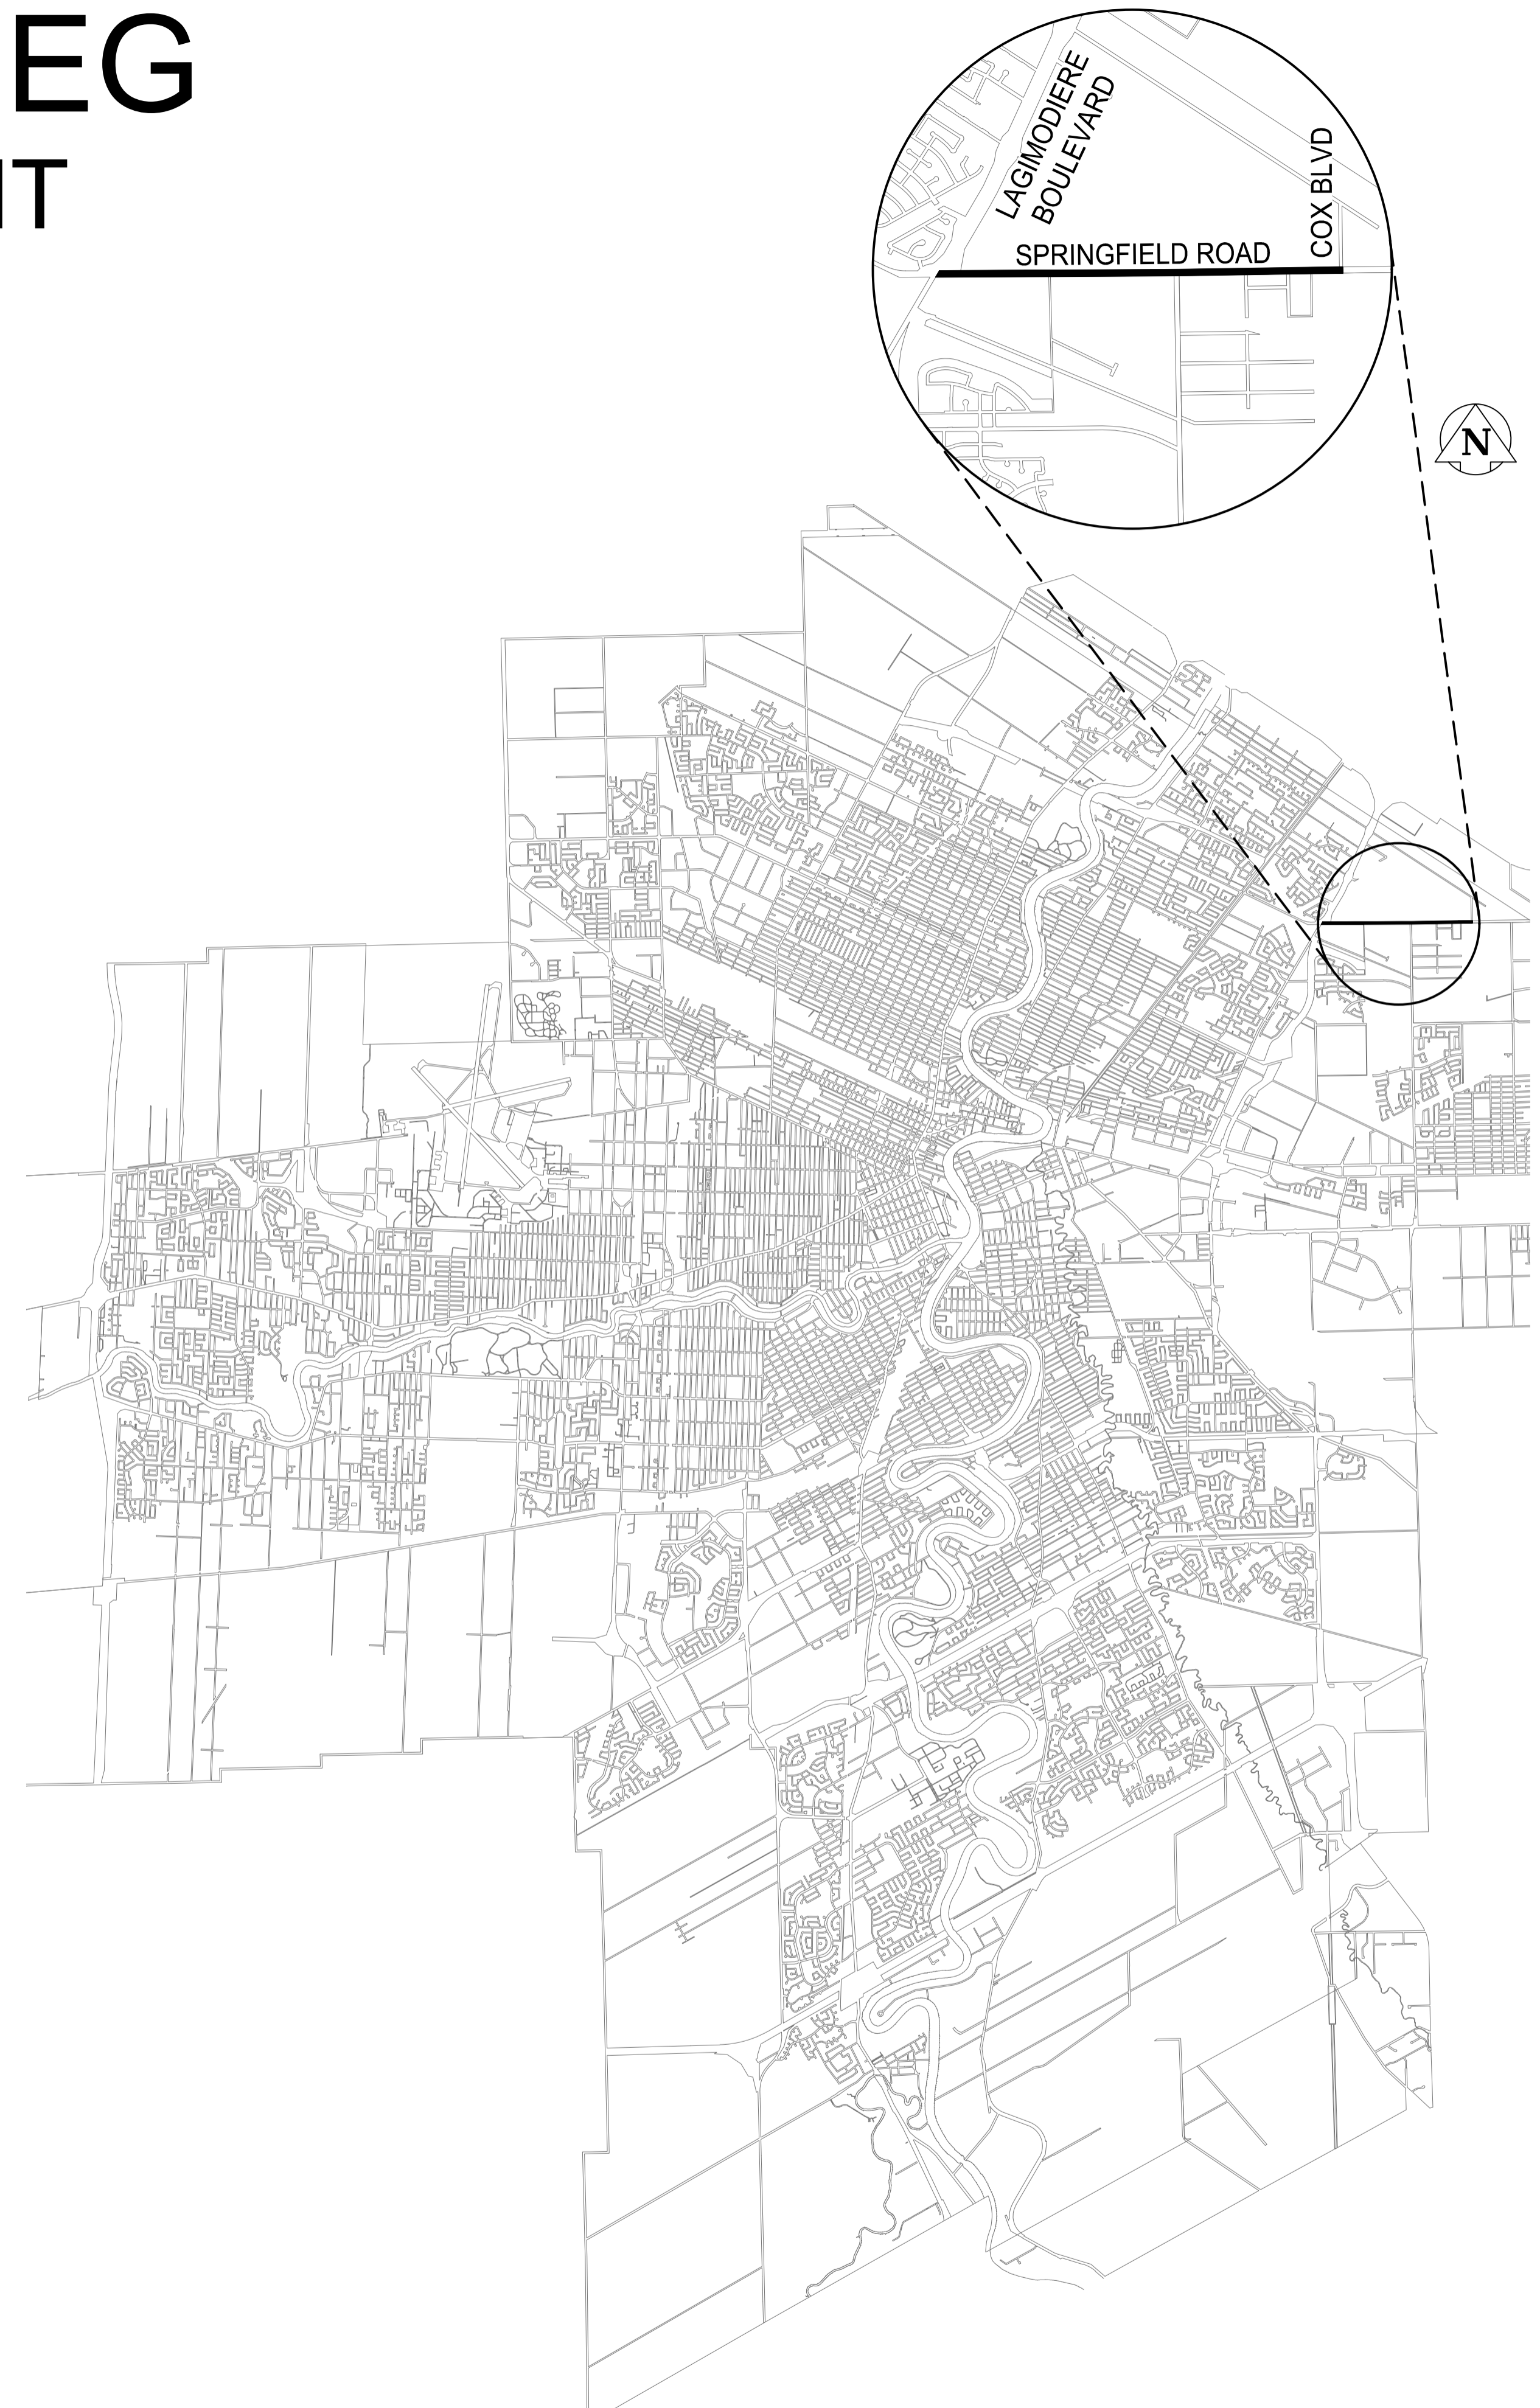 EG
IT
LAGIMODIERE
BOULEVARD
COX BLVD
SPRINGFIELD ROAD
N